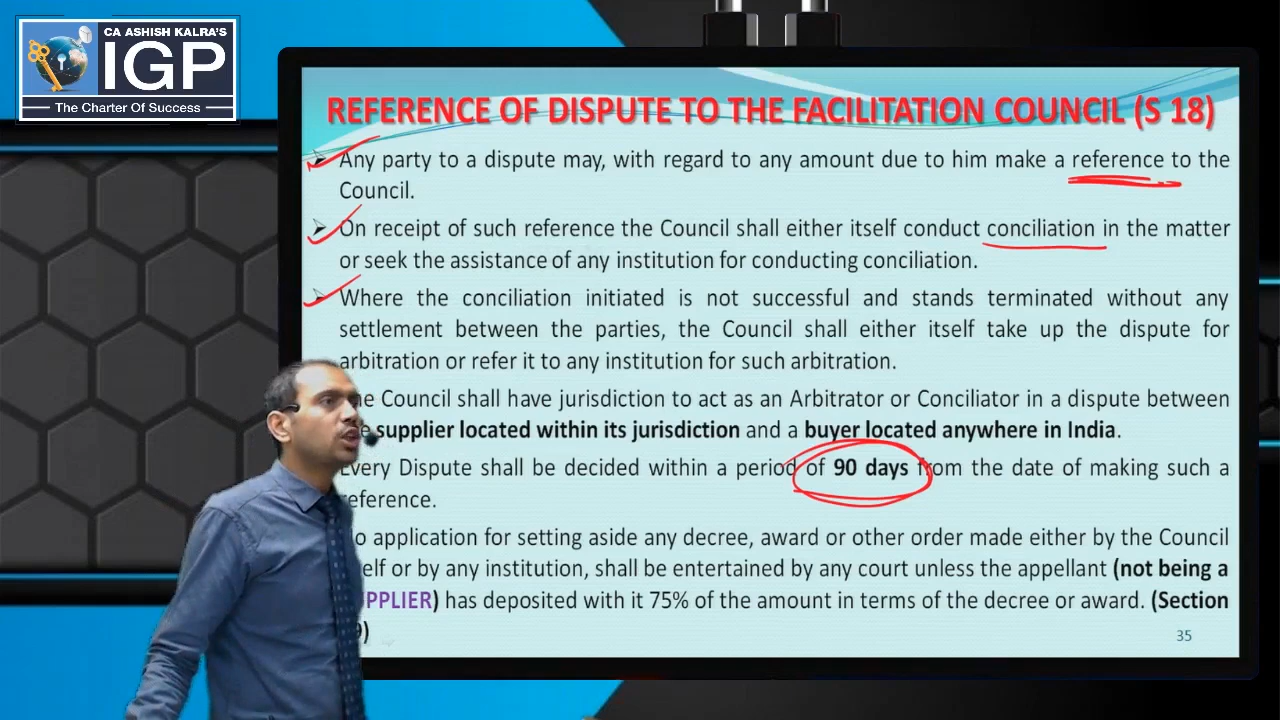 CA ASHISH KALRA'S
IGP
The Charter Of Success
REFERENCE OF DISPUTE TO THE FACILITATION COUNCIL (S 18)
Any party to a dispute may, with regard to any amount due to him make a reference to the
Council.
On receipt of such reference the Council shall either itself conduct conciliation in the matter
or seek the assistance of any institution for conducting conciliation.
Where the conciliation initiated is not successful and stands terminated without any
settlement between the parties, the Council shall either itself take up the dispute for
arbitration or refer it to any institution for such arbitration.
Council shall have jurisdiction to act as an Arbitrator or Conciliator in a dispute between
supplier located within its jurisdiction and a buyer located anywhere in India.
Every Dispute shall be decided within a period of 90 days from the date of making such a
reference.
application for setting aside any decree, award or other order made either by the Council
or by any institution, shall be entertained by any court unless the appellant (not being a
SUPPLIER) has deposited with it 75% of the amount in terms of the decree or award. (Section
35